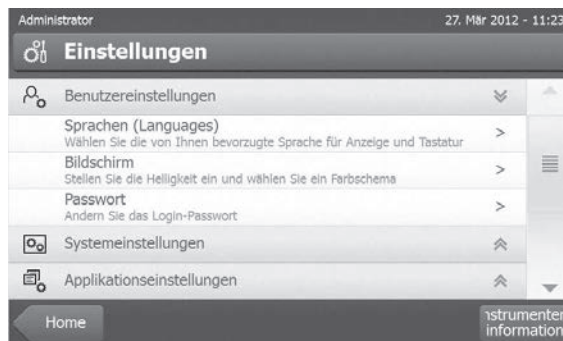 Administrator
27. Mär 2012 - 11:23
Einstellungen
Benutzereinstellungen
Sprachen (Languages)
Wählen Sie die von Ihnen bevorzugte Sprache für Anzeige und Tastatur
Bildschirm
Stellen Sie die Helligkeit ein und wählen Sie ein Farbschema
Passwort
Ändern Sie das Login-Passwort
Systemeinstellungen
Applikationseinstellungen
Home
nstrumenten
information